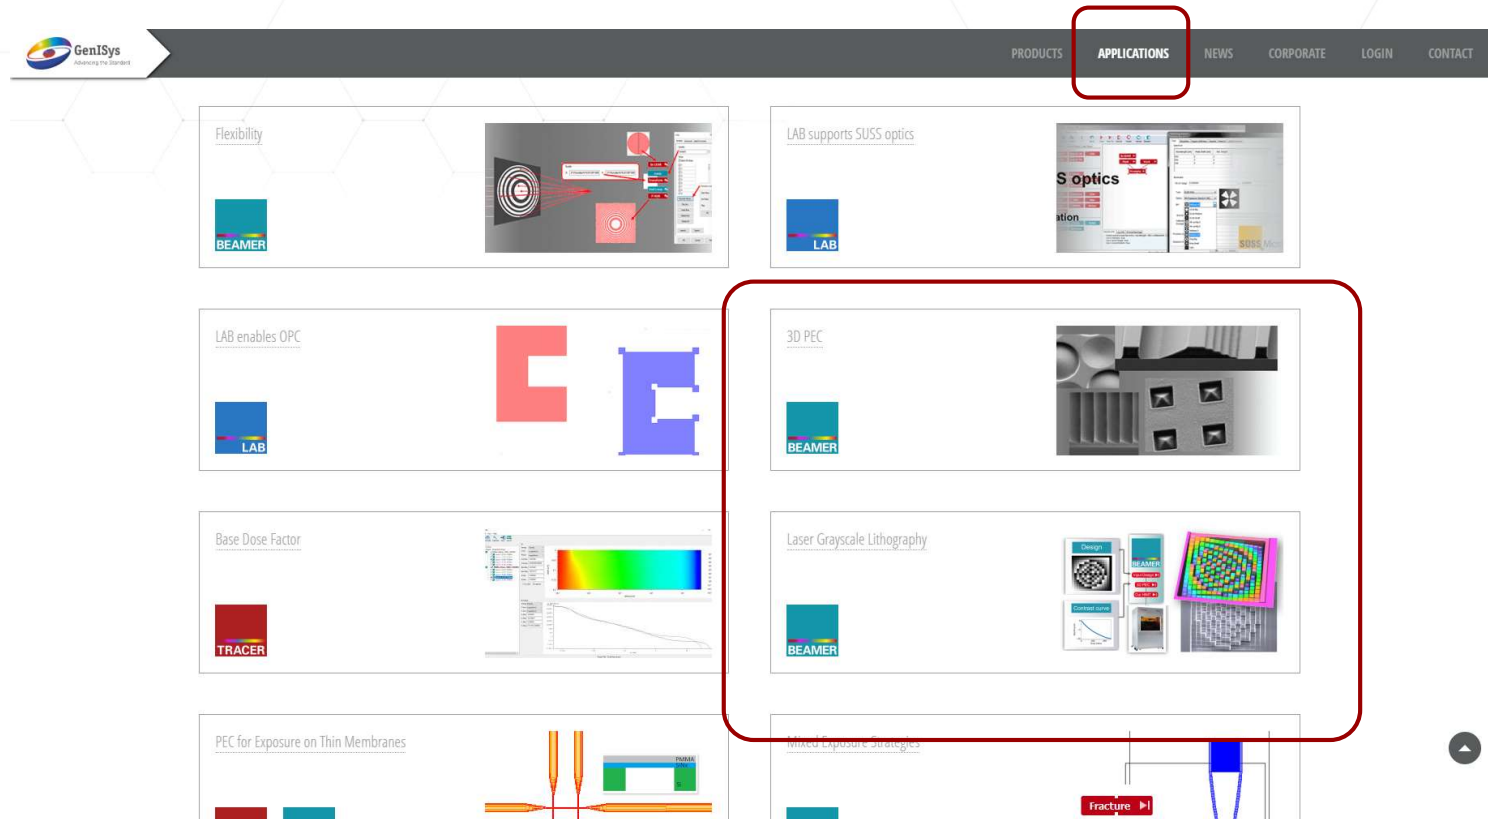 GenISys
Advancing the Standard
PRODUCTS
APPLICATIONS
NEWS
CORPORATE
LOGIN
CONTACT
Flexibility
BEAMER
LAB supports SUSS optics
S optics
ation
LAB
LAB enables OPC
LAB
3D PEC
BEAMER
Base Dose Factor
TRACER
Laser Grayscale Lithography
Design
Contrast curve
BEAMER
BEAMER
PEC for Exposure on Thin Membranes
PMMA
Si
Mixed Exposure Strategies
Fracture